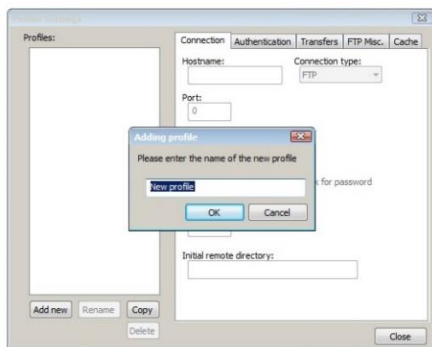 Profiles:
Connection Authentication Transfers FTP Misc. Cache
Hostname:
Connection type:
FTP
Port:
0
Adding profile
Please enter the name of the new profile
for password
New profile
OK Cancel
Initial remote directory:
Add new Rename Copy
Delete
Close